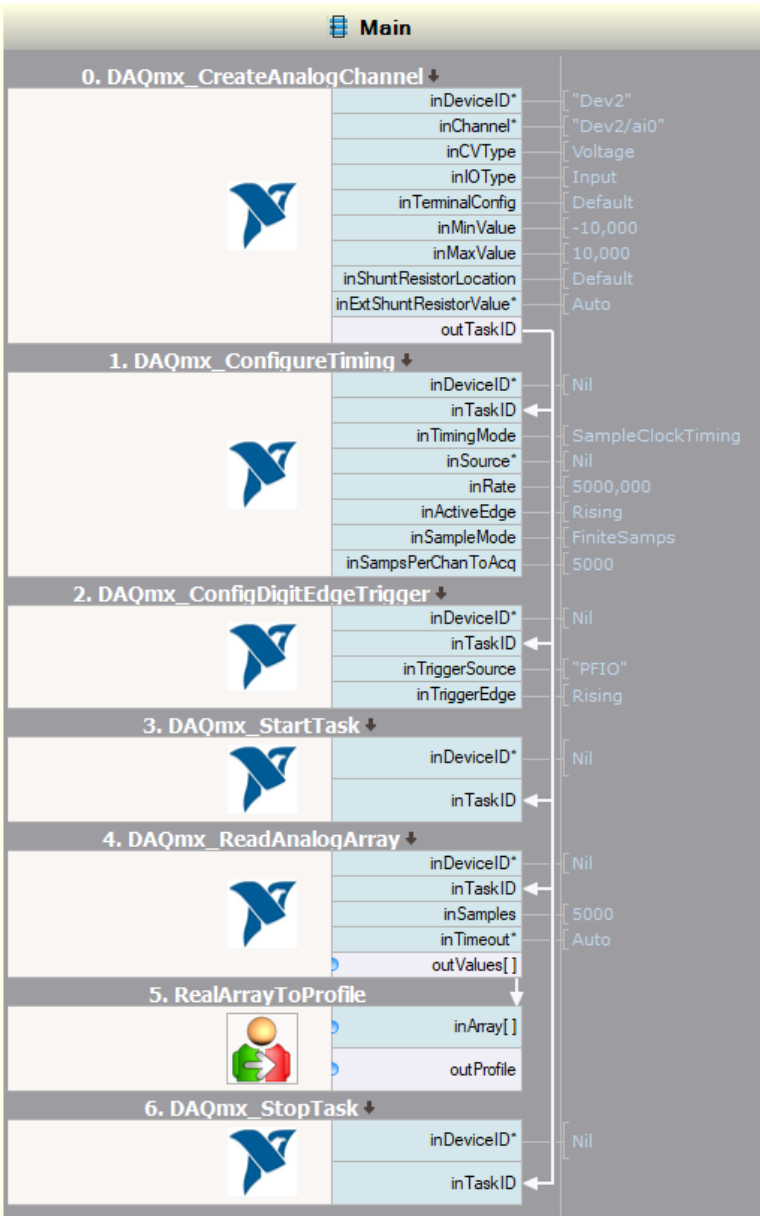 Main
0. DAQmx_CreateAnalogChannel
inDeviceID* "Dev2"
inChannel* "Dev2/ai0"
inCVType Voltage
inIOType Input
inTerminalConfig Default
inMinValue -10,000
inMaxValue 10,000
inShuntResistorLocation Default
inExtShuntResistorValue* Auto
outTaskID
1. DAQmx_ConfigureTiming
inDeviceID* Nil
inTaskID
inTimingMode SampleClockTiming
inSource* Nil
inRate 5000,000
inActiveEdge Rising
inSampleMode FiniteSamps
inSampsPerChanToAcq 5000
2. DAQmx_ConfigDigitEdgeTrigger
inDeviceID* Nil
inTaskID
inTriggerSource "PFIO"
inTriggerEdge Rising
3. DAQmx_StartTask
inDeviceID* Nil
inTaskID
4. DAQmx_ReadAnalogArray
inDeviceID* Nil
inTaskID
inSamples 5000
inTimeout* Auto
outValues[ ]
5. RealArrayToProfile
inArray[ ]
outProfile
6. DAQmx_StopTask
inDeviceID* Nil
inTaskID